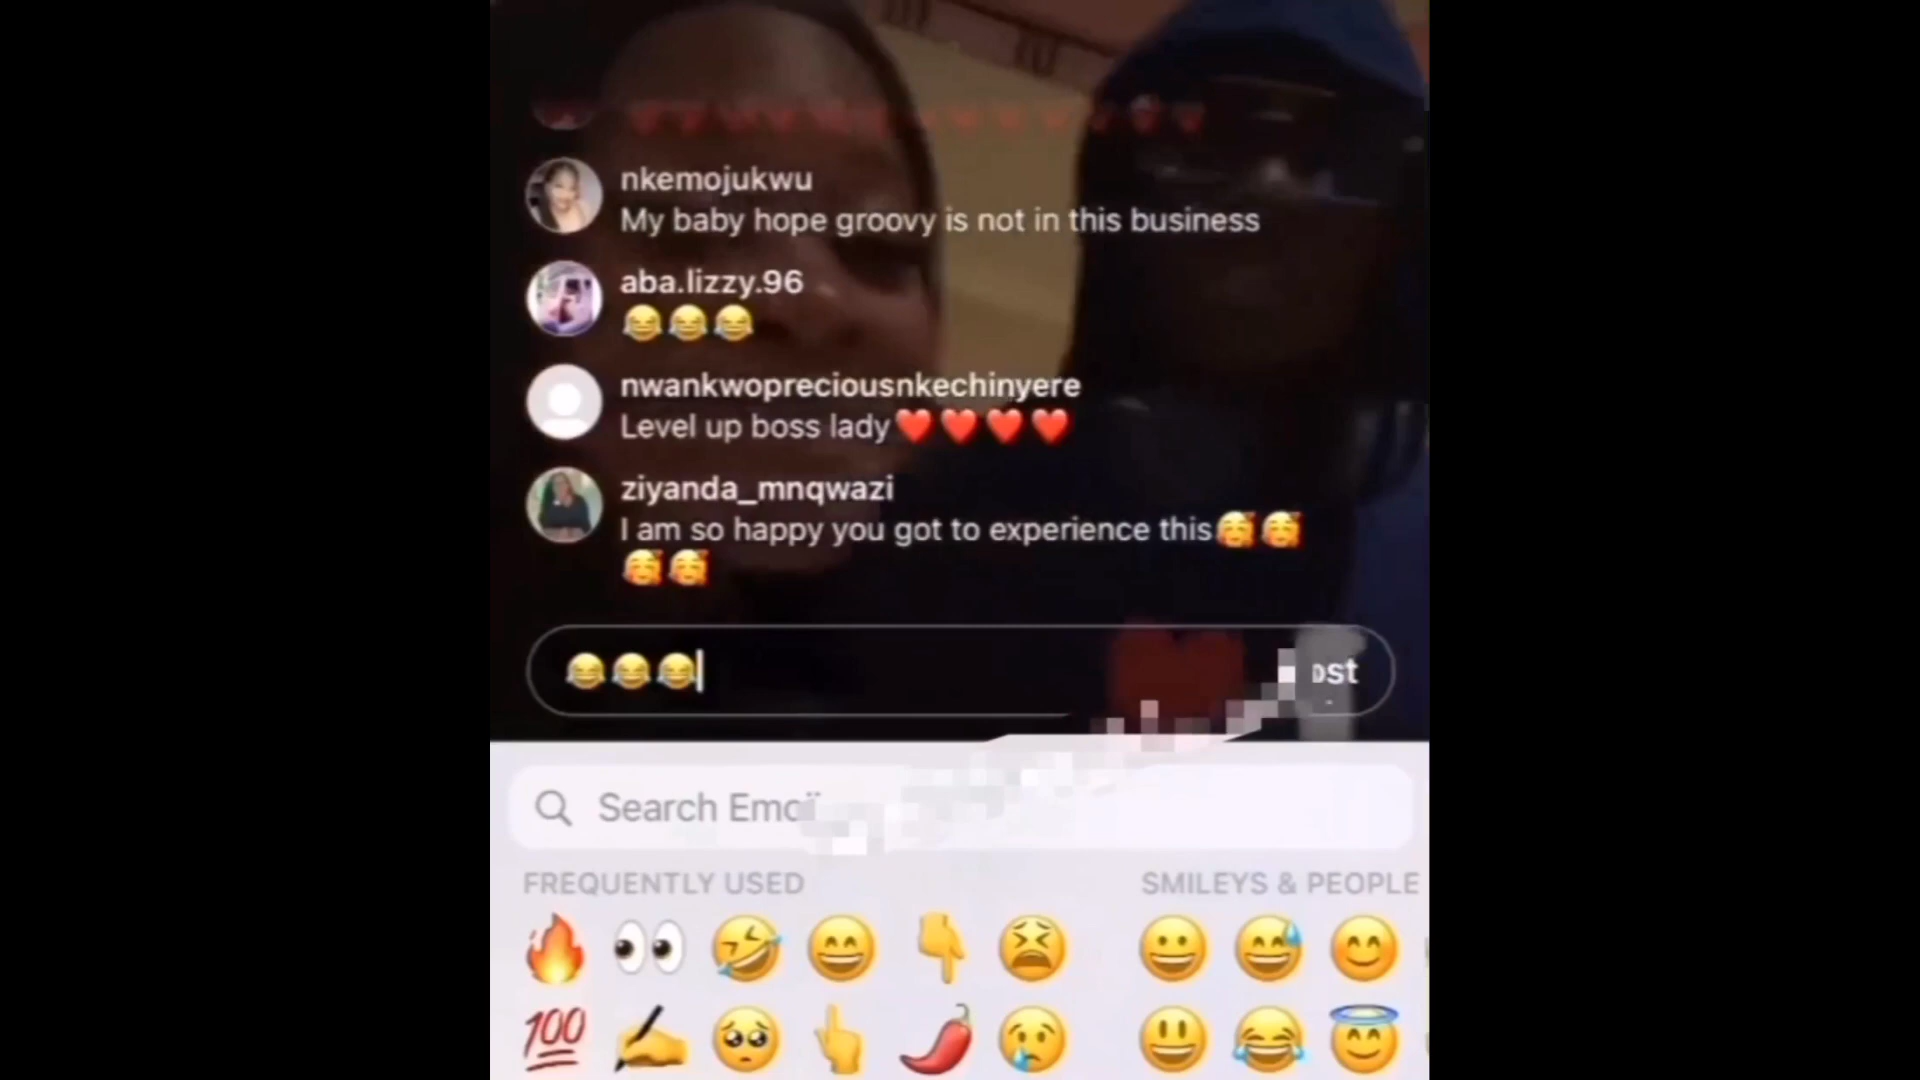 nkemojukwu
My baby hope groovy is not in this business
aba.lizzy.96
😂😂😂
nwankwopreciousnkechinyere
Level up boss lady❤️❤️❤️❤️
ziyanda_mnqwazi
I am so happy you got to experience this🥰🥰
🥰🥰
😂😂😂
Search
FREQUENTLY USED
SMILEYS & PEOPLE